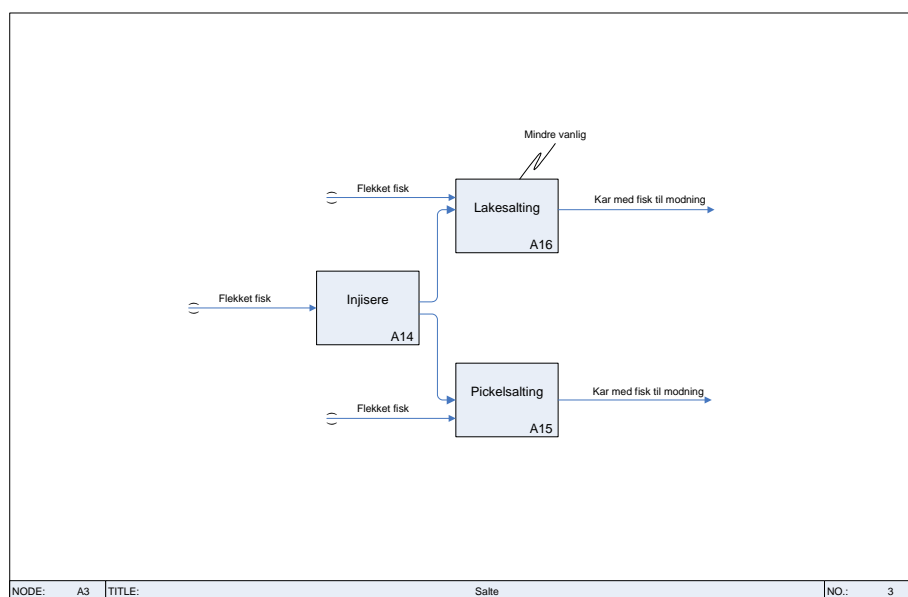 Mindre vanlig
Flekket fisk
Lakesalting
Kar med fisk til modning
A16
Flekket fisk
Injisere
A14
Pickelsalting
Kar med fisk til modning
Flekket fisk
A15
NODE: A3 TITLE: Salte NO.: 3